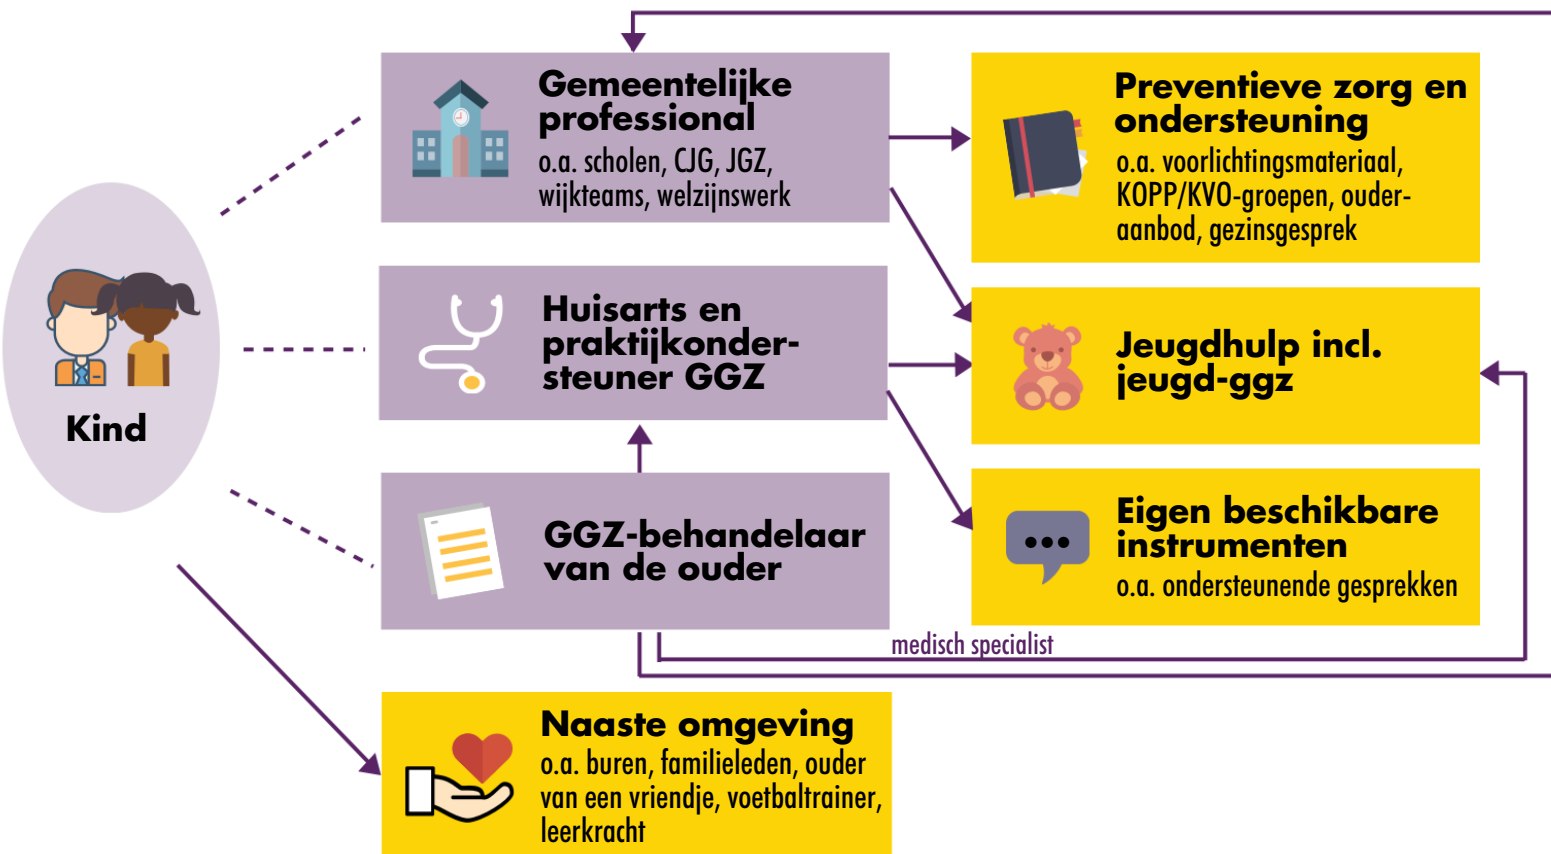 Kind
Gemeentelijke
professional
o.a. scholen, CJG, JGZ,
wijkteams, welzijnswerk
Huisarts en
praktijkonder-
steuner GGZ
GGZ-behandelaar
van de ouder
Naaste omgeving
o.a. buren, familieleden, ouder
van een vriendje, voetbaltrainer,
leerkracht
Preventieve zorg en
ondersteuning
o.a. voorlichtingsmateriaal,
KOPP/KVO-groepen, ouder-
aanbod, gezinsgesprek
Jeugdhulp incl.
jeugd-ggz
Eigen beschikbare
instrumenten
o.a. ondersteunende gesprekken
medisch specialist